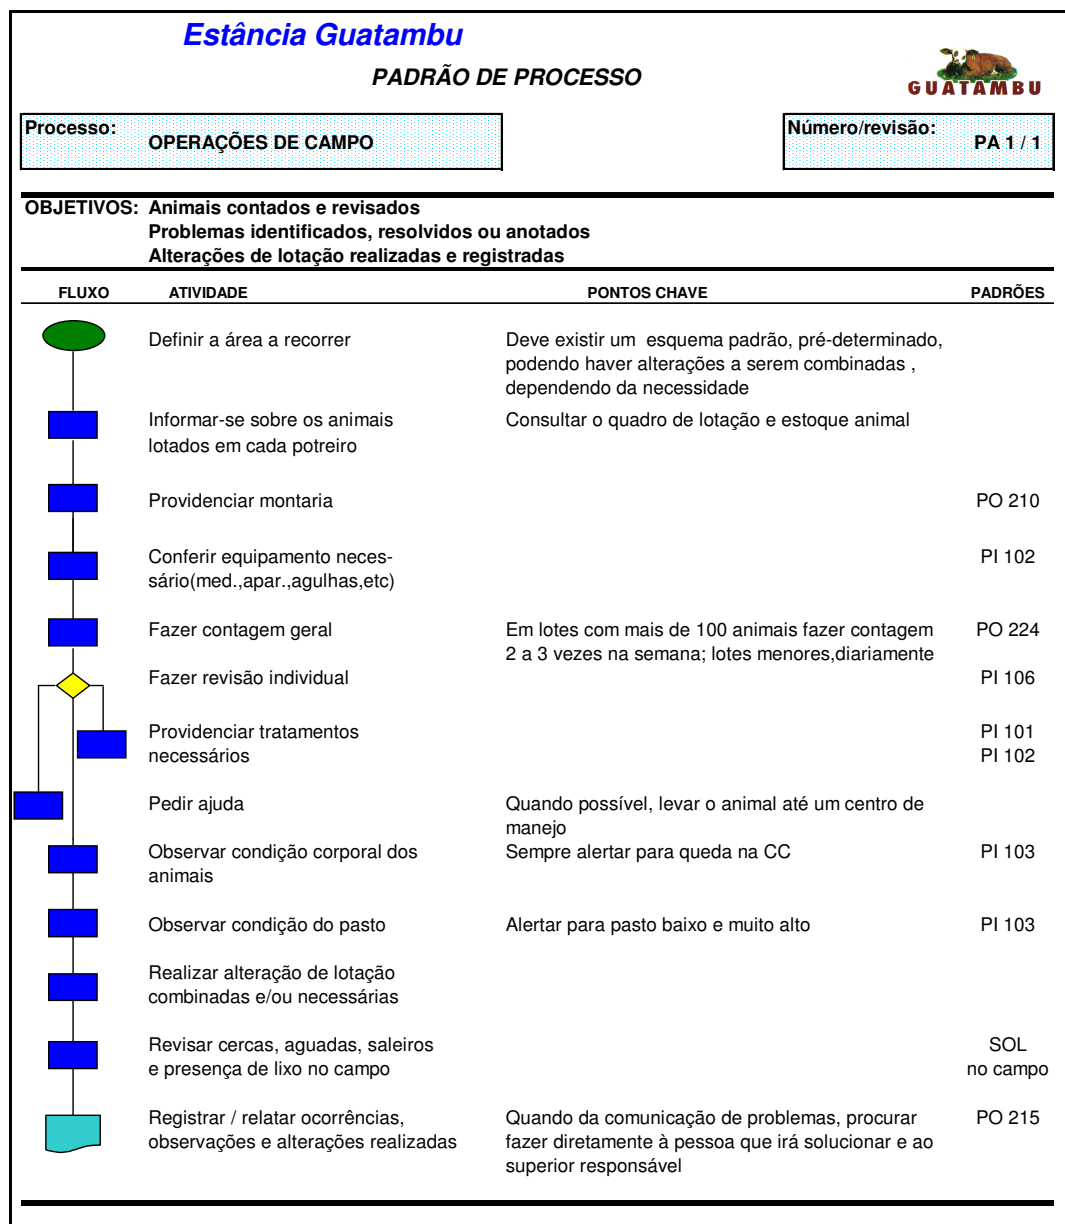 Estância Guatambu
PADRÃO DE PROCESSO
GUATAMBU
Processo:
OPERAÇÕES DE CAMPO
Número/revisão:
PA 1 / 1
OBJETIVOS: Animais contados e revisados
Problemas identificados, resolvidos ou anotados
Alterações de lotação realizadas e registradas
FLUXO ATIVIDADE PONTOS CHAVE PADRÕES
Definir a área a recorrer
Deve existir um esquema padrão, pré-determinado,
podendo haver alterações a serem combinadas ,
dependendo da necessidade
Informar-se sobre os animais
lotados em cada potreiro
Consultar o quadro de lotação e estoque animal
Providenciar montaria
PO 210
Conferir equipamento neces-
sário(med.,apar.,agulhas,etc)
PI 102
Fazer contagem geral
Em lotes com mais de 100 animais fazer contagem
2 a 3 vezes na semana; lotes menores,diariamente
PO 224
Fazer revisão individual
PI 106
Providenciar tratamentos
necessários
PI 101
PI 102
Pedir ajuda
Quando possível, levar o animal até um centro de
manejo
Observar condição corporal dos
animais
Sempre alertar para queda na CC
PI 103
Observar condição do pasto
Alertar para pasto baixo e muito alto
PI 103
Realizar alteração de lotação
combinadas e/ou necessárias
Revisar cercas, aguadas, saleiros
e presença de lixo no campo
SOL
no campo
Registrar / relatar ocorrências,
observações e alterações realizadas
Quando da comunicação de problemas, procurar
fazer diretamente à pessoa que irá solucionar e ao
superior responsável
PO 215